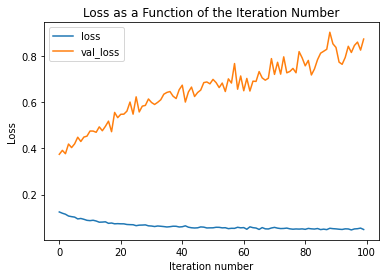 Loss as a Function of the Iteration Number
loss
val_loss
0.8
0.6
0.4
0.2
Loss
0 20 40 60 80 100
Iteration number